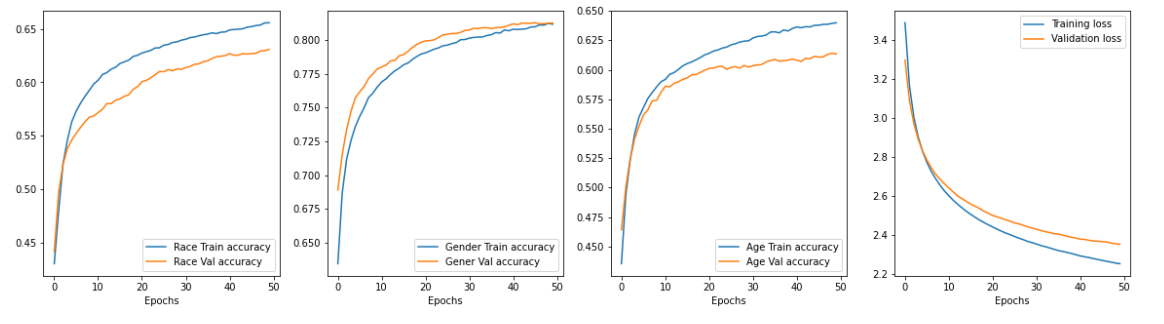 0.65
0.60
0.55
0.50
0.45
0 10 20 30 40 50
Epochs
Race Train accuracy
Race Val accuracy
0.800
0.775
0.750
0.725
0.700
0.675
0.650
0 10 20 30 40 50
Epochs
Gender Train accuracy
Gener Val accuracy
0.650
0.625
0.600
0.575
0.550
0.525
0.500
0.475
0.450
0 10 20 30 40 50
Epochs
Age Train accuracy
Age Val accuracy
3.4
3.2
3.0
2.8
2.6
2.4
2.2
0 10 20 30 40 50
Epochs
Training loss
Validation loss